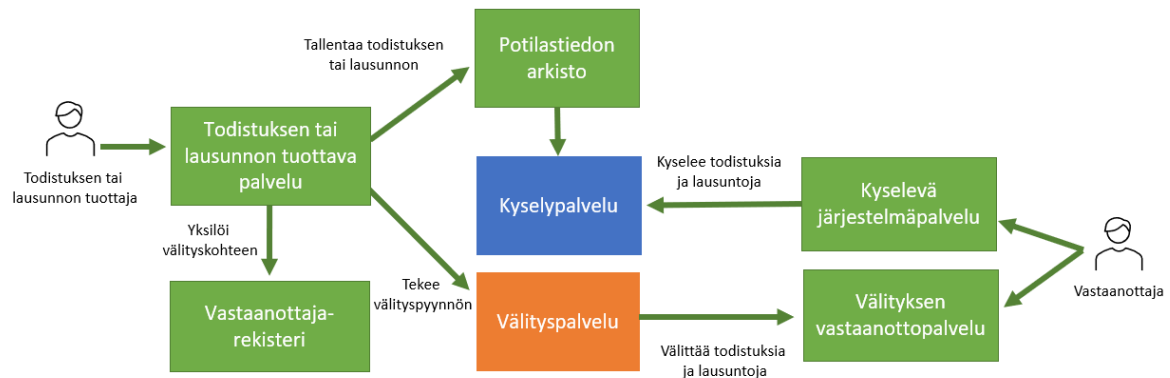 Tallentaa todistuksen
tai lausunnon
Potilastiedon
arkisto
Todistuksen tai
lausunnon tuottaja
Todistuksen tai
lausunnon tuottava
palvelu
Kyselypalvelu
Kyselee todistuksia
ja lausuntoja
Kyselevä
järjestelmäpalvelu
Yksilöi
välityskohteen
Tekee
välityspyynnön
Vastaanottaja-
rekisteri
Välityspalvelu
Välittää todistuksia
ja lausuntoja
Välityksen
vastaanottopalvelu
Vastaanottaja